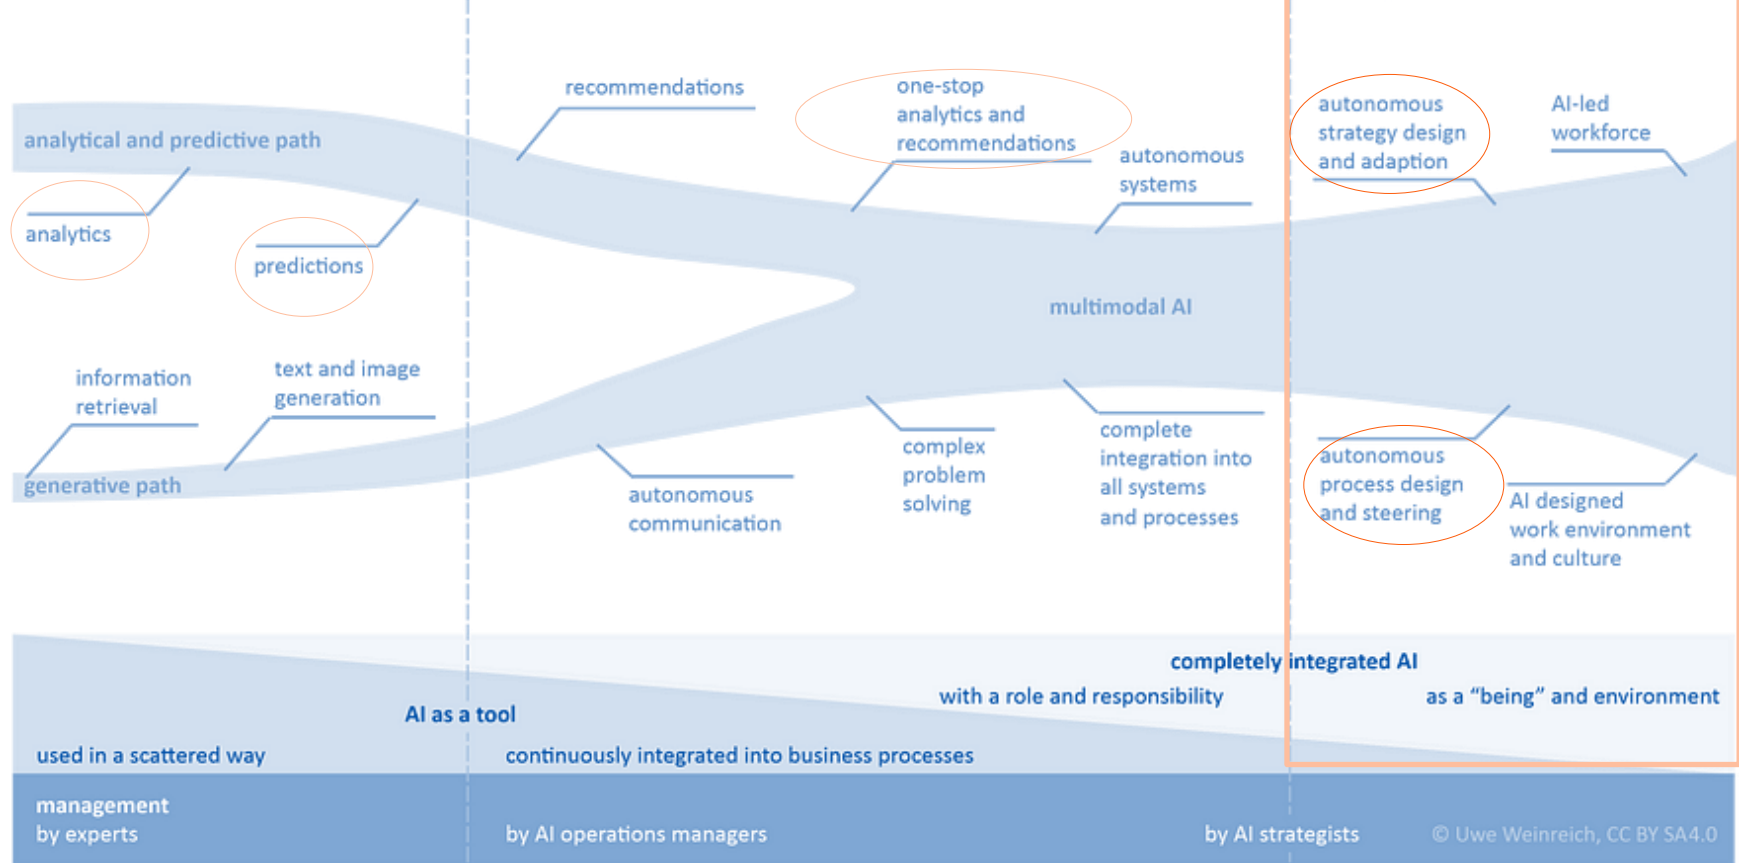 recommendations
one-stop
analytics and
recommendations
autonomous
systems
autonomous
strategy design
and adaption
AI-led
workforce
analytical and predictive path
analytics
predictions
multimodal AI
information
retrieval
text and image
generation
generative path
autonomous
communication
complex
problem
solving
complete
integration into
all systems
and processes
autonomous
process design
and steering
AI designed
work environment
and culture
completely integrated AI
with a role and responsibility
as a “being” and environment
AI as a tool
used in a scattered way
continuously integrated into business processes
management
by experts
by AI operations managers
by AI strategists
© Uwe Weinreich, CC BY SA4.0